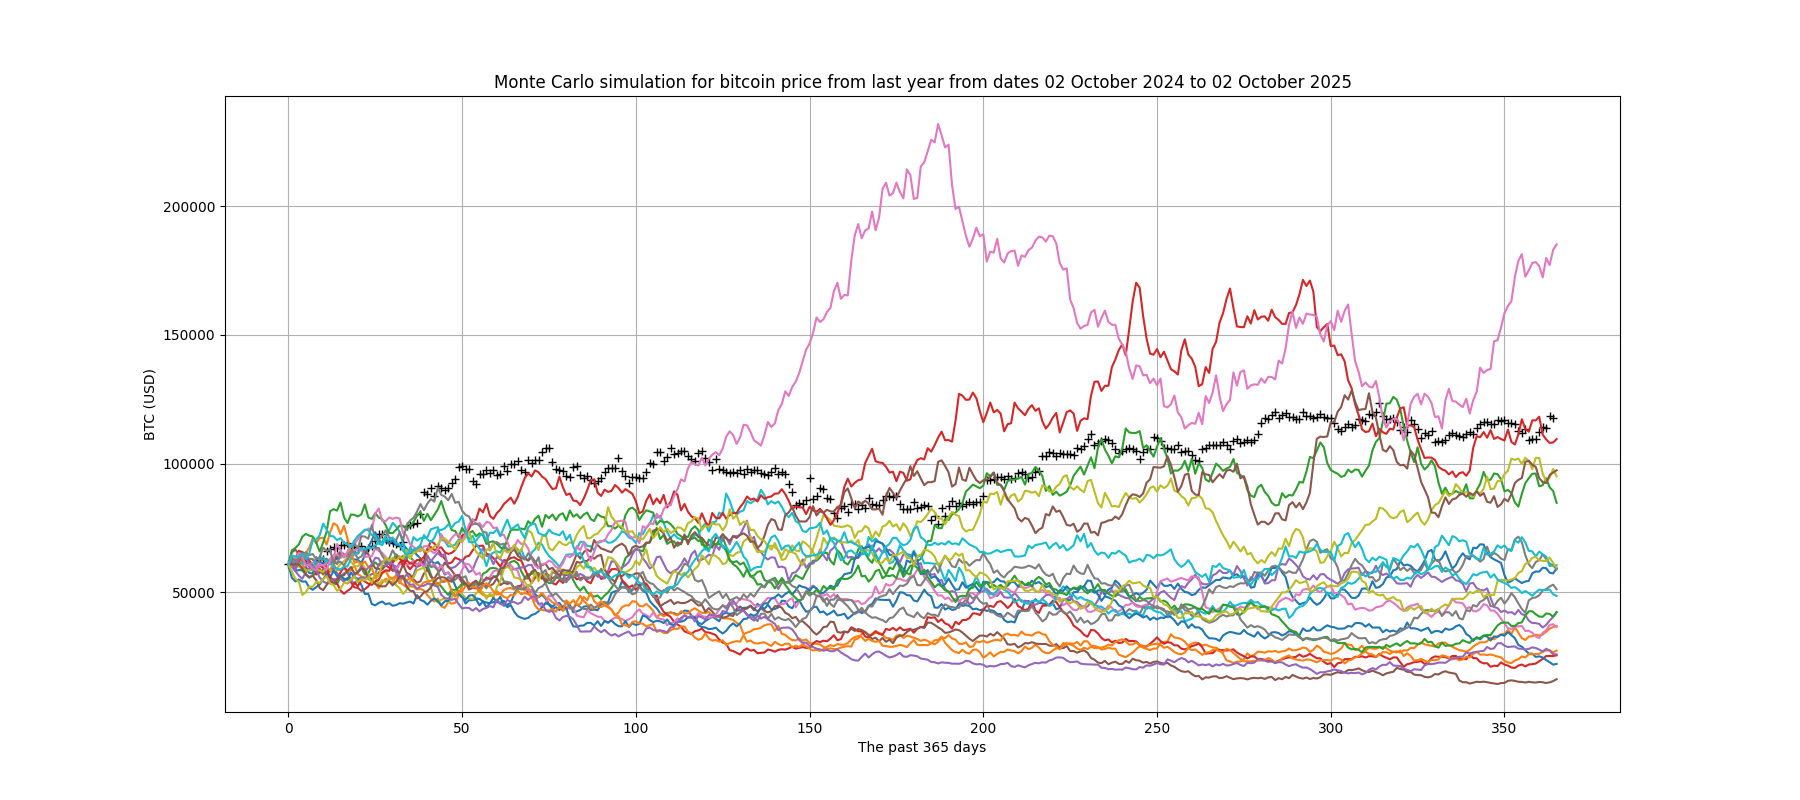 Monte Carlo simulation for bitcoin price from last year from dates 02 October 2024 to 02 October 2025
200000
150000
100000
50000
BTC (USD)
0 50 100 150 200 250 300 350
The past 365 days